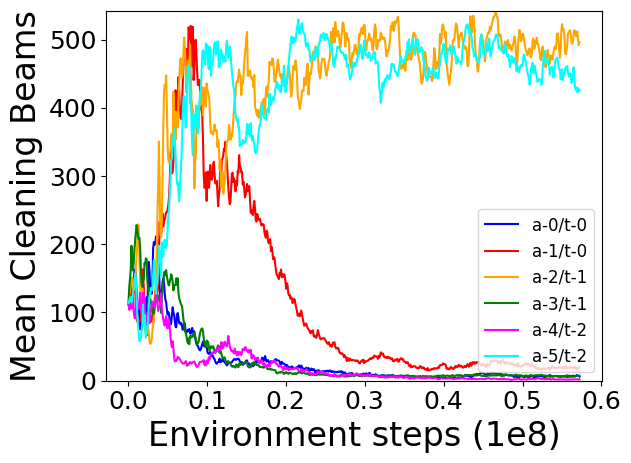 Mean Cleaning Beams
500
400
300
200
100
0
a-0/t-0
a-1/t-0
a-2/t-1
a-3/t-1
a-4/t-2
a-5/t-2
0.0 0.1 0.2 0.3 0.4 0.5 0.6
Environment steps (1e8)